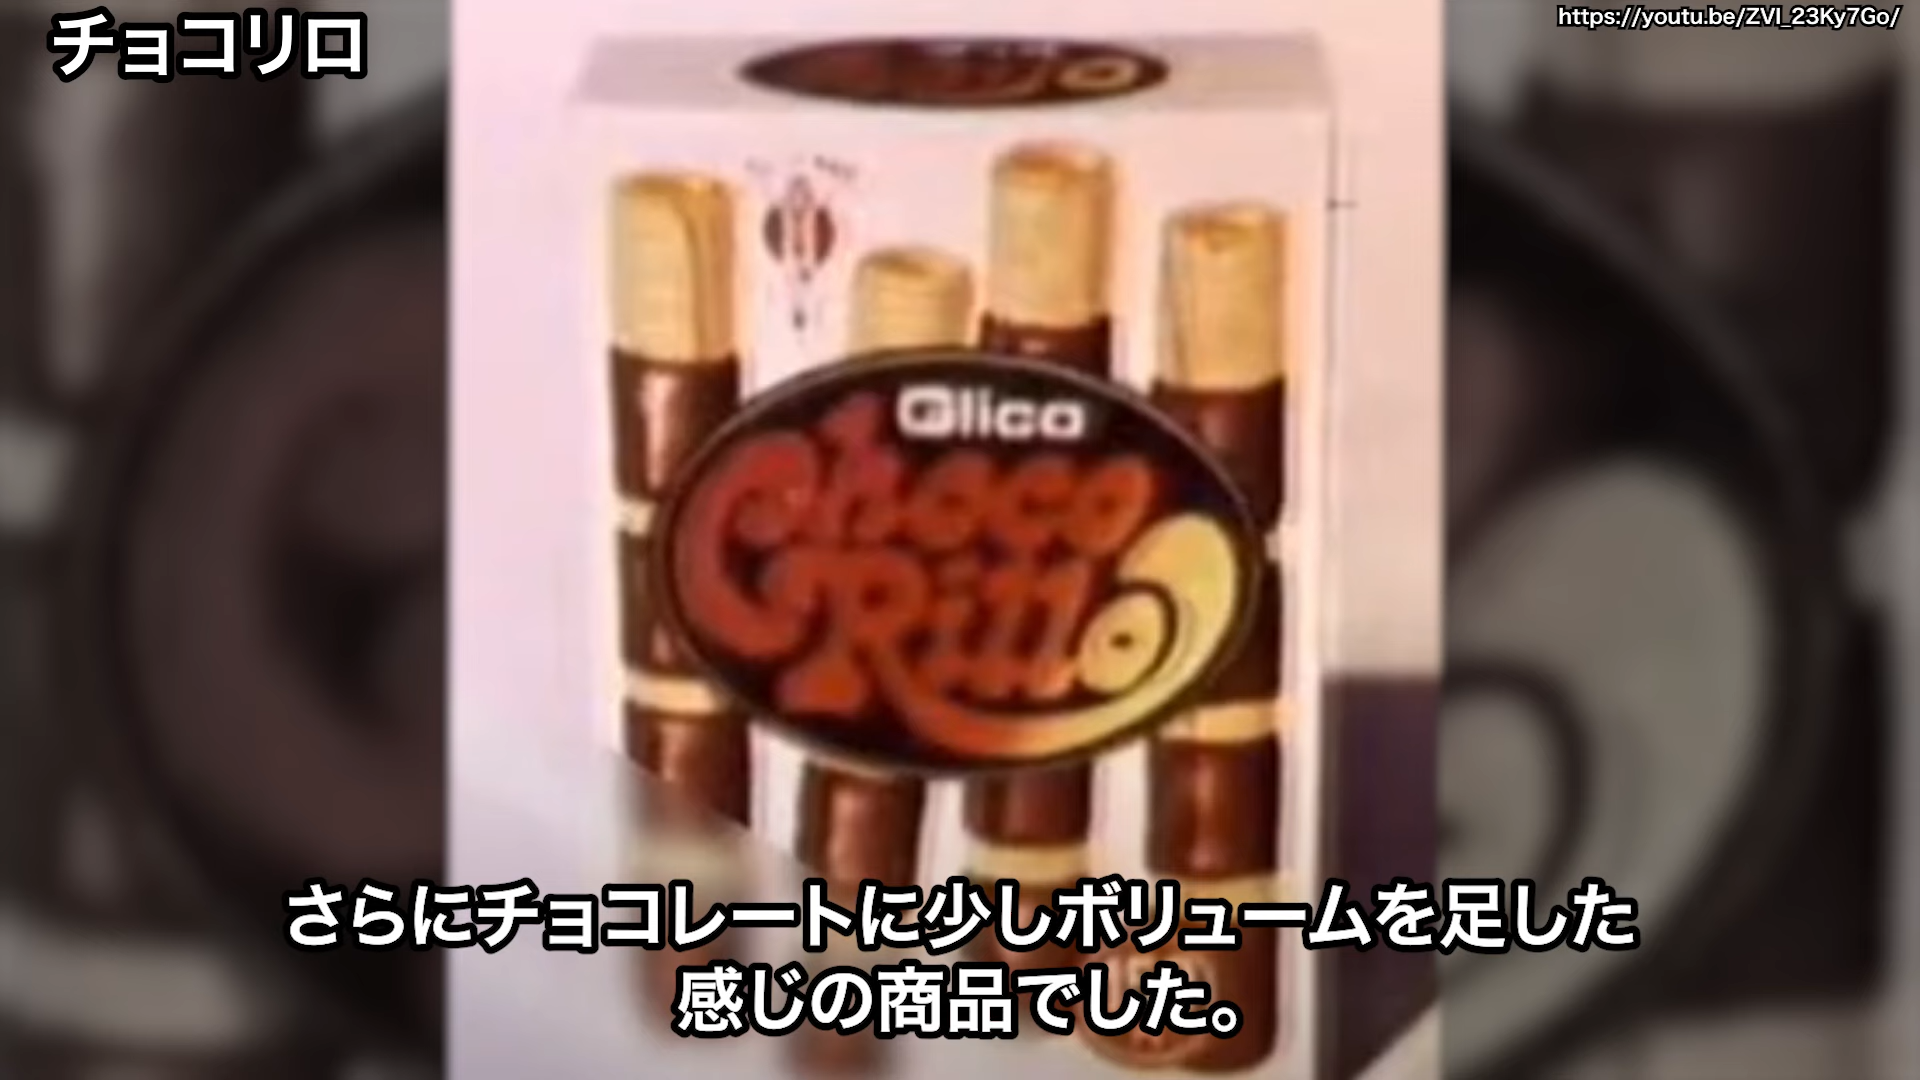 チョコリロ
https://youtu.be/ZVI_23Ky7Go/
Glico
Choco
Rillo
さらにチョコレートに少しボリュームを足した
感じの商品でした。